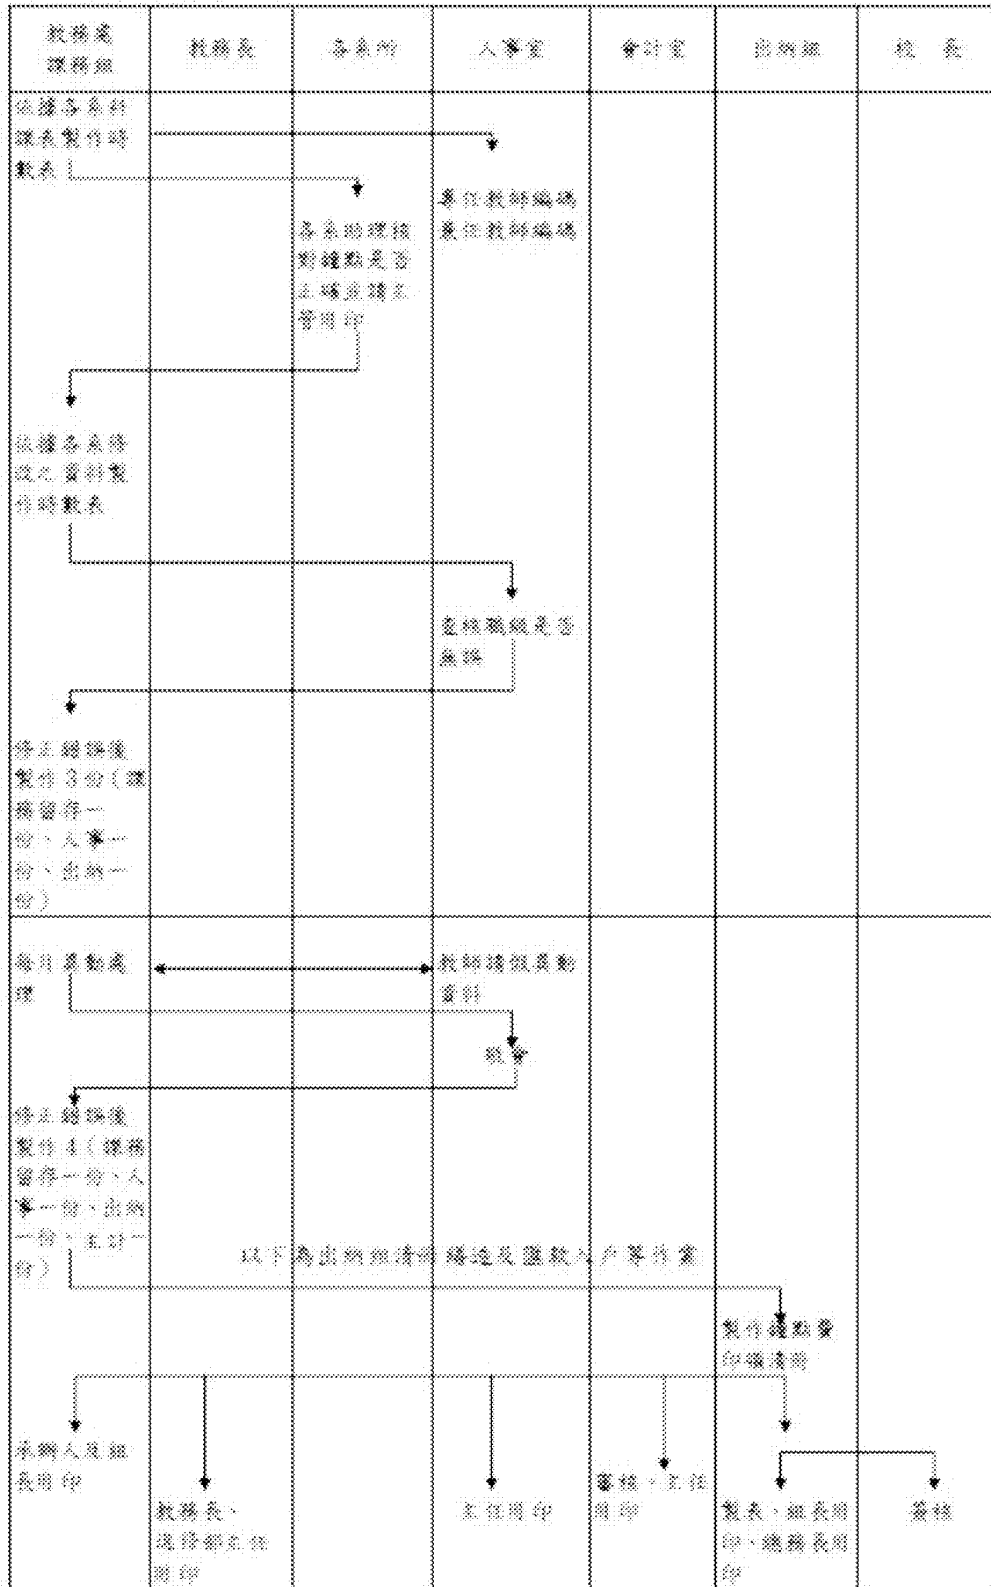 教務處
課務組
教務長
各系所
人事室
會計室
出納組
校 長
依據各系科
課表製作時
數表
專任教師編碼
兼任教師編碼
各系助理核
對鐘點是否
正確並請主
管用印
依據各系修
改之資料製
作時數表
查核職級是否
無誤
修正錯誤後
製作3份(課
務留存一
份、人事一
份、出納一
份)
每月異動處
理
教師請假異動
資料
核會
修正錯誤後
製作4(課務
留存一份、人
事一份、出納
一份、主計一
份)
以下為出納組清冊繕造及匯款入戶等作業
製作鐘點費
印領清冊
承辦人及組
長用印
教務長、
進修部主任
用印
主任用印
審核、主任
用印
製表、組長用
印、總務長用
印
簽核